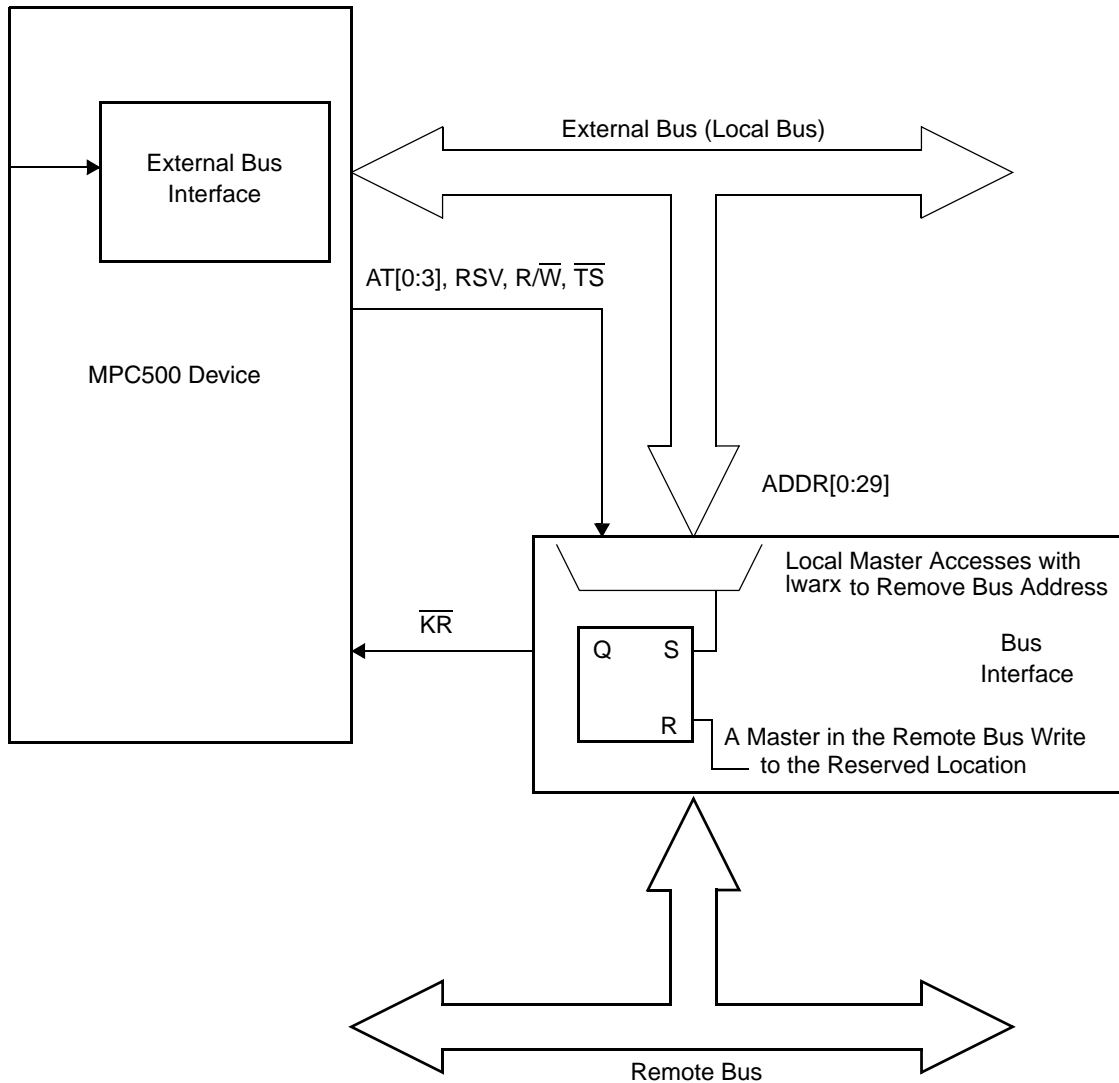 External Bus (Local Bus)
External Bus
Interface
AT[0:3], RSV, R/W̅, T̅S̅
MPC500 Device
ADDR[0:29]
Local Master Accesses with
lwarx to Remove Bus Address
K̅R̅
Q S
Bus
Interface
R
A Master in the Remote Bus Write
to the Reserved Location
Remote Bus